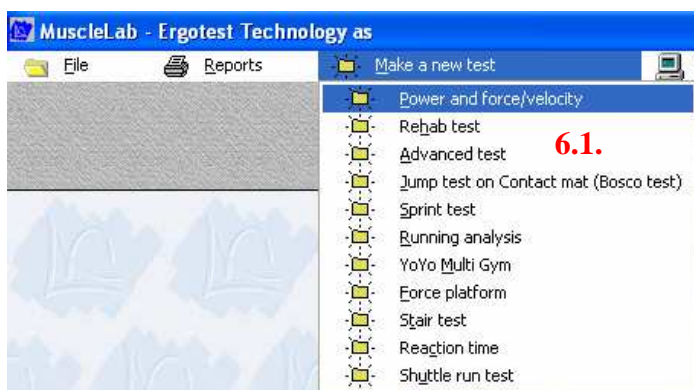 MuscleLab - Ergotest Technology as
File Reports Make a new test
Power and force/velocity
Rehab test
6.1.
Advanced test
Jump test on Contact mat (Bosco test)
Sprint test
Running analysis
YoYo Multi Gym
Force platform
Stair test
Reaction time
Shuttle run test